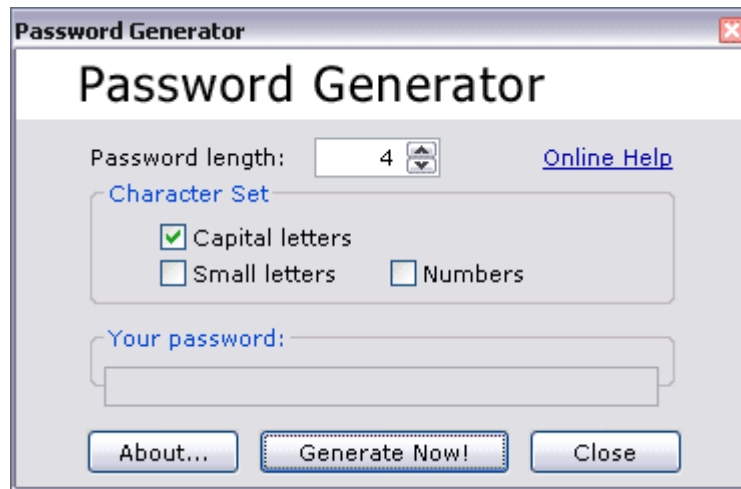 Password Generator
Password Generator
Password length: 4 Online Help
Character Set
Capital letters
Small letters Numbers
Your password:
About... Generate Now! Close